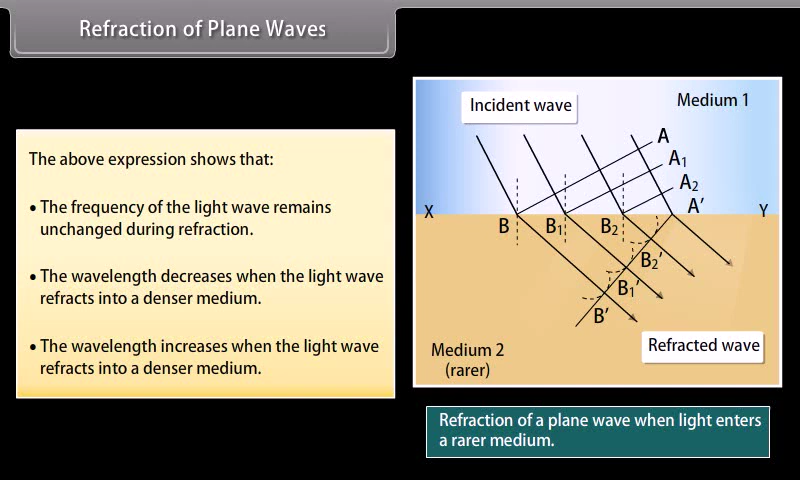 Refraction of Plane Waves
The above expression shows that:
• The frequency of the light wave remains
unchanged during refraction.
• The wavelength decreases when the light wave
refracts into a denser medium.
• The wavelength increases when the light wave
refracts into a denser medium.
Incident wave
Medium 1
A
A₁
A₂
A′
X
Y
B
B₁
B₂
B₂′
B₁′
B′
Medium 2
(rarer)
Refracted wave
Refraction of a plane wave when light enters
a rarer medium.